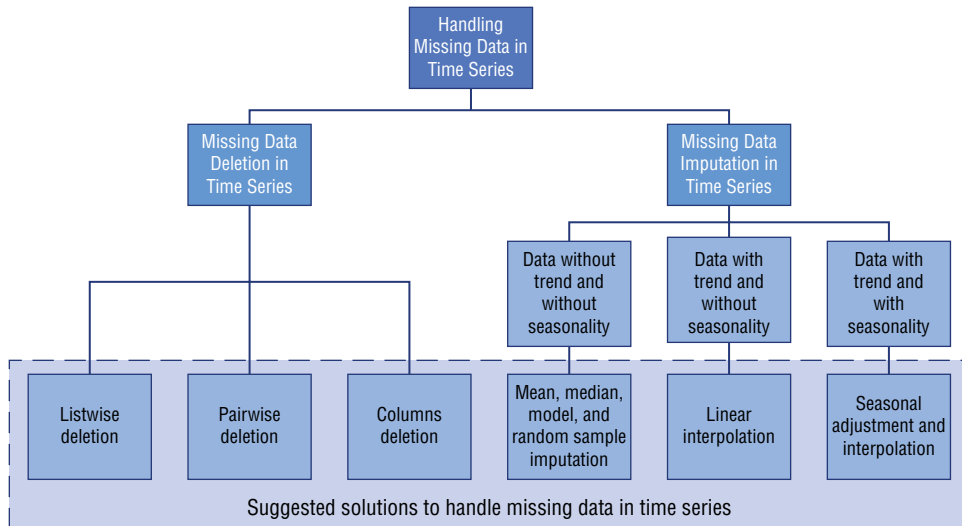 Handling
Missing Data in
Time Series
Missing Data
Deletion in
Time Series
Missing Data
Imputation in
Time Series
Data without
trend and
without
seasonality
Data with
trend and
without
seasonality
Data with
trend and
with
seasonality
Listwise
deletion
Pairwise
deletion
Columns
deletion
Mean, median,
model, and
random sample
imputation
Linear
interpolation
Seasonal
adjustment and
interpolation
Suggested solutions to handle missing data in time series